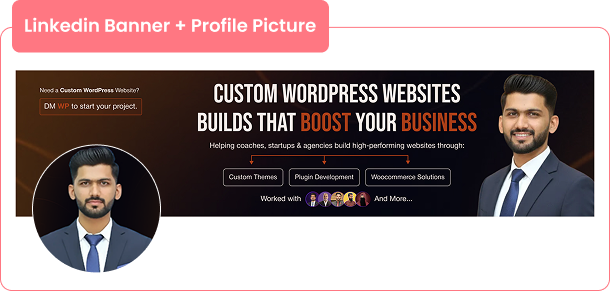 Linkedin Banner + Profile Picture
Need a Custom WordPress Website?
DM WP to start your project.
CUSTOM WORDPRESS WEBSITES
BUILDS THAT BOOST YOUR BUSINESS
Helping coaches, startups & agencies build high-performing websites through:
Custom Themes
Plugin Development
Woocommerce Solutions
Worked with
And More...